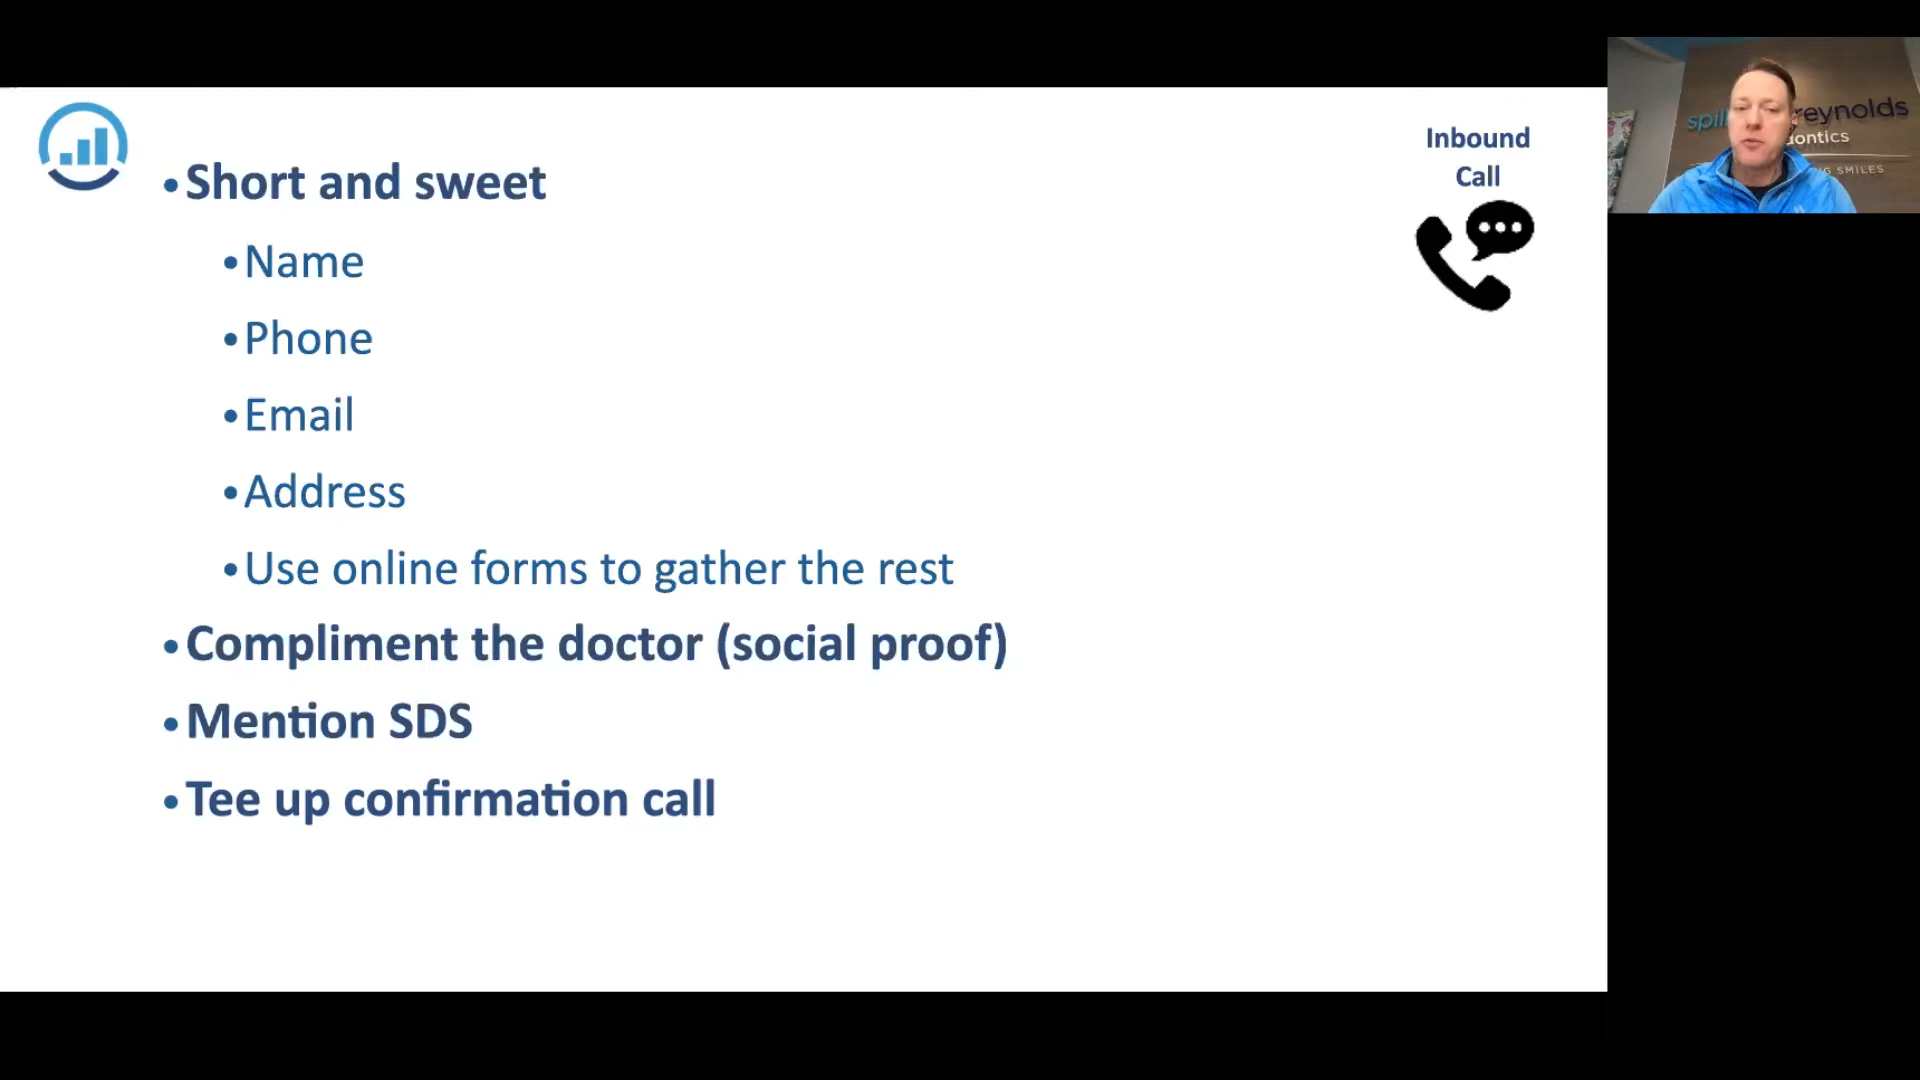 • Short and sweet
• Name
• Phone
• Email
• Address
• Use online forms to gather the rest
• Compliment the doctor (social proof)
• Mention SDS
• Tee up confirmation call
Inbound
Call
reynolds
SMILES